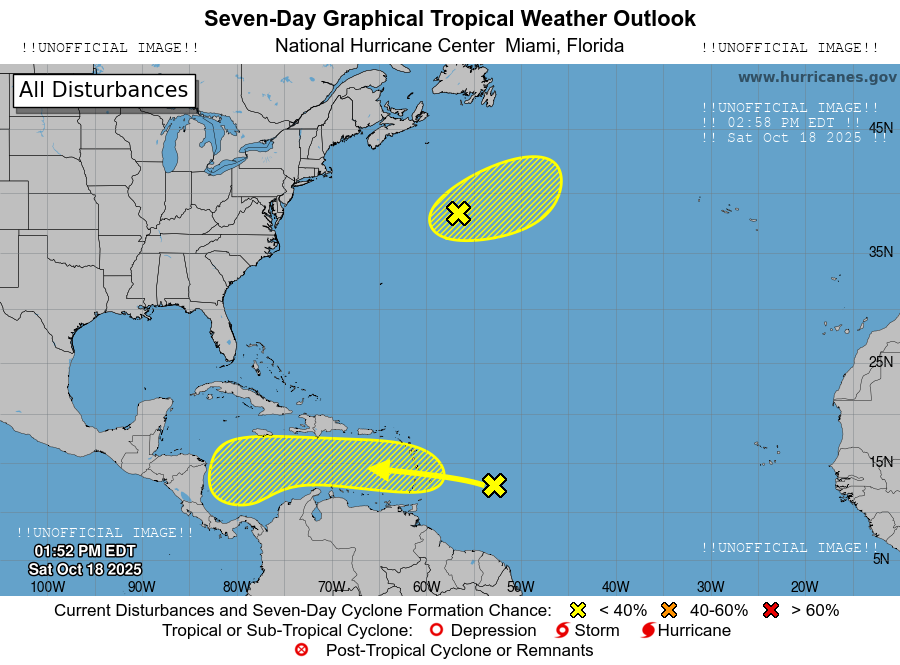 Seven-Day Graphical Tropical Weather Outlook
!!UNOFFICIAL IMAGE!! National Hurricane Center Miami, Florida !!UNOFFICIAL IMAGE!!
All Disturbances
www.hurricanes.gov
!!UNOFFICIAL IMAGE!!
!! 02:58 PM EDT !!
!! Sat Oct 18 2025 !!
45N
35N
25N
15N
!!UNOFFICIAL IMAGE!!
01:52 PM EDT
Sat Oct 18 2025
!!UNOFFICIAL IMAGE!!
5N
100W 90W 80W 70W 60W 50W 40W 30W 20W
Current Disturbances and Seven-Day Cyclone Formation Chance: < 40% 40-60% > 60%
Tropical or Sub-Tropical Cyclone: Depression Storm Hurricane
Post-Tropical Cyclone or Remnants